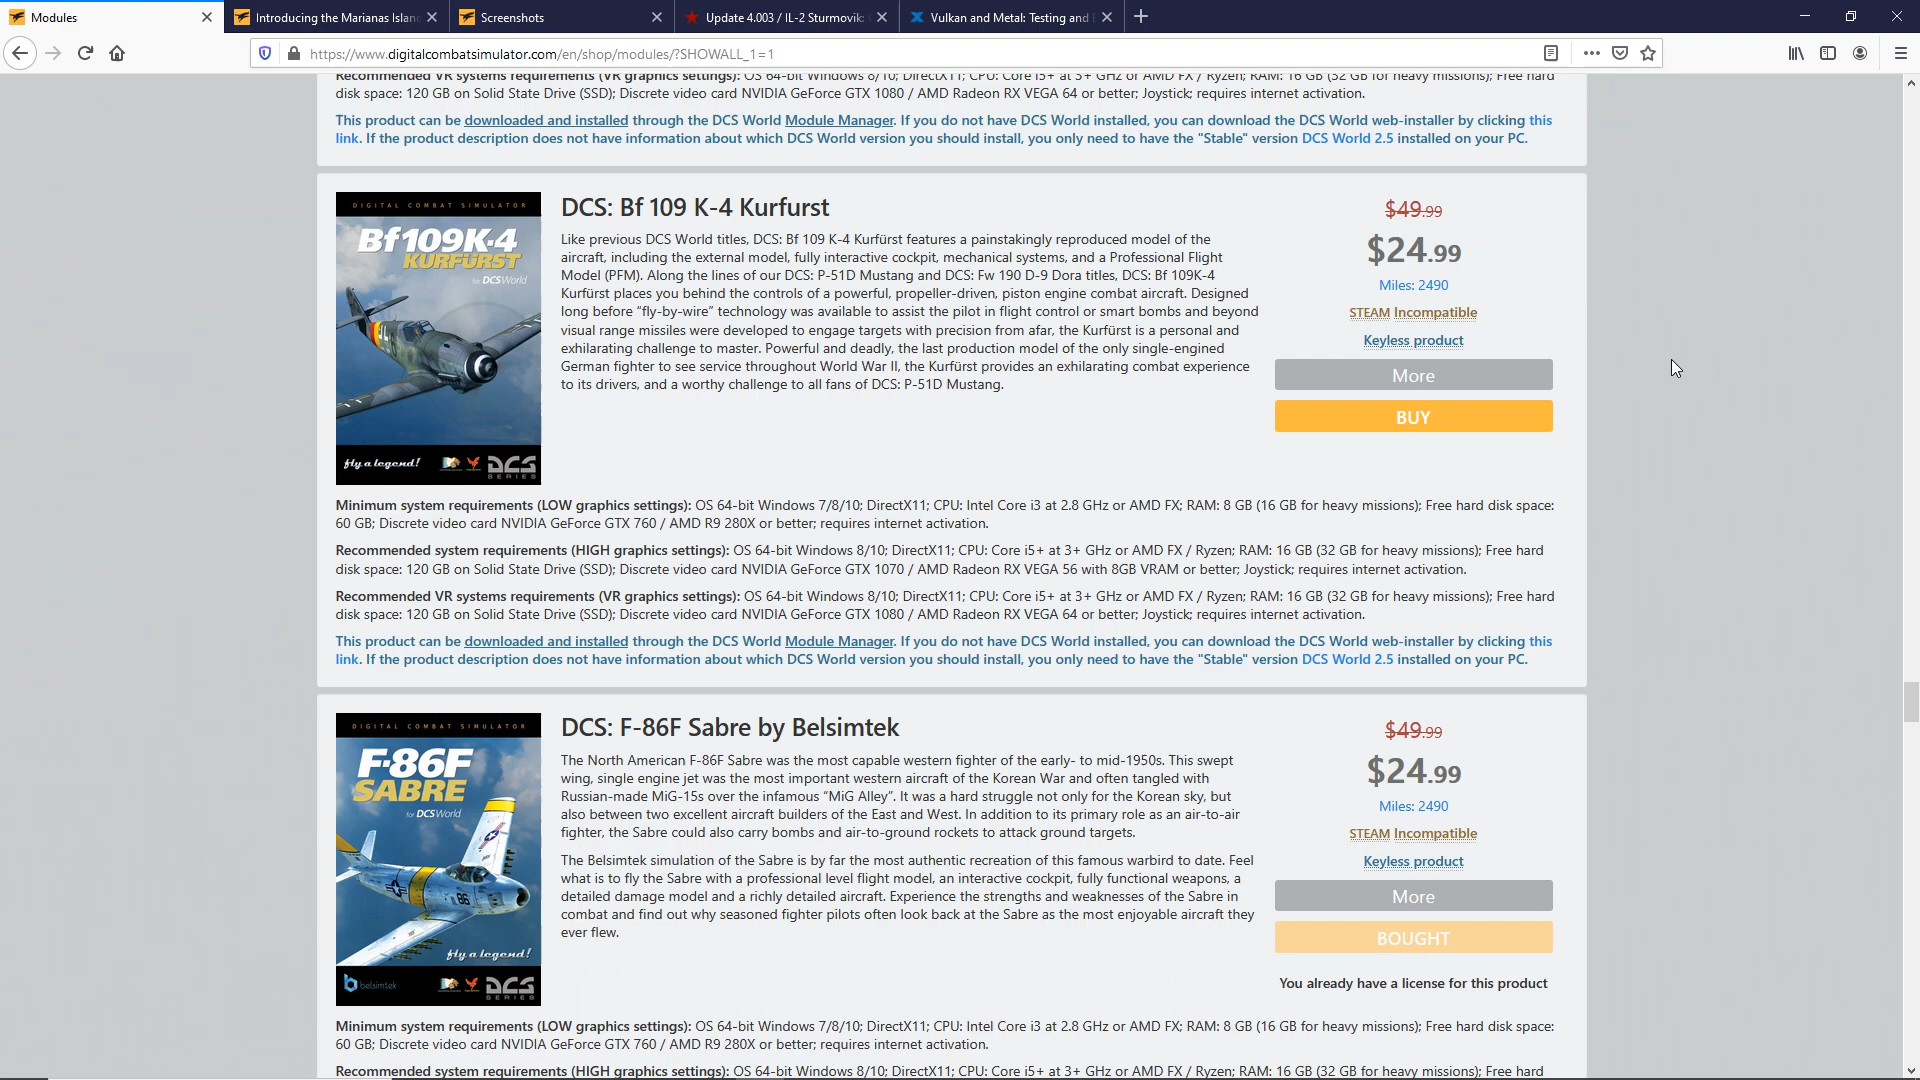 Modules
Introducing the Marianas Islan
Screenshots
Update 4.003 / IL-2 Sturmovik:
Vulkan and Metal: Testing and
https://www.digitalcombatsimulator.com/en/shop/modules/?SHOWALL_1=1
Recommended VR systems requirements (VR graphics settings): OS 64-bit Windows 8/10; DirectX11; CPU: Core i5+ at 3+ GHz or AMD FX / Ryzen; RAM: 16 GB (32 GB for heavy missions); Free hard
disk space: 120 GB on Solid State Drive (SSD); Discrete video card NVIDIA GeForce GTX 1080 / AMD Radeon RX VEGA 64 or better; Joystick; requires internet activation.
This product can be downloaded and installed through the DCS World Module Manager. If you do not have DCS World installed, you can download the DCS World web-installer by clicking this
link. If the product description does not have information about which DCS World version you should install, you only need to have the "Stable" version DCS World 2.5 installed on your PC.
DIGITAL COMBAT SIMULATOR
Bf109K-4
KURFÜRST
for DCS World
fly a legend!
DCS
SERIES
DCS: Bf 109 K-4 Kurfurst
Like previous DCS World titles, DCS: Bf 109 K-4 Kurfürst features a painstakingly reproduced model of the
aircraft, including the external model, fully interactive cockpit, mechanical systems, and a Professional Flight
Model (PFM). Along the lines of our DCS: P-51D Mustang and DCS: Fw 190 D-9 Dora titles, DCS: Bf 109K-4
Kurfürst places you behind the controls of a powerful, propeller-driven, piston engine combat aircraft. Designed
long before “fly-by-wire” technology was available to assist the pilot in flight control or smart bombs and beyond
visual range missiles were developed to engage targets with precision from afar, the Kurfürst is a personal and
exhilarating challenge to master. Powerful and deadly, the last production model of the only single-engined
German fighter to see service throughout World War II, the Kurfürst provides an exhilarating combat experience
to its drivers, and a worthy challenge to all fans of DCS: P-51D Mustang.
$49.99
$24.99
Miles: 2490
STEAM Incompatible
Keyless product
More
BUY
Minimum system requirements (LOW graphics settings): OS 64-bit Windows 7/8/10; DirectX11; CPU: Intel Core i3 at 2.8 GHz or AMD FX; RAM: 8 GB (16 GB for heavy missions); Free hard disk space:
60 GB; Discrete video card NVIDIA GeForce GTX 760 / AMD R9 280X or better; requires internet activation.
Recommended system requirements (HIGH graphics settings): OS 64-bit Windows 8/10; DirectX11; CPU: Core i5+ at 3+ GHz or AMD FX / Ryzen; RAM: 16 GB (32 GB for heavy missions); Free hard
disk space: 120 GB on Solid State Drive (SSD); Discrete video card NVIDIA GeForce GTX 1070 / AMD Radeon RX VEGA 56 with 8GB VRAM or better; Joystick; requires internet activation.
Recommended VR systems requirements (VR graphics settings): OS 64-bit Windows 8/10; DirectX11; CPU: Core i5+ at 3+ GHz or AMD FX / Ryzen; RAM: 16 GB (32 GB for heavy missions); Free hard
disk space: 120 GB on Solid State Drive (SSD); Discrete video card NVIDIA GeForce GTX 1080 / AMD Radeon RX VEGA 64 or better; Joystick; requires internet activation.
This product can be downloaded and installed through the DCS World Module Manager. If you do not have DCS World installed, you can download the DCS World web-installer by clicking this
link. If the product description does not have information about which DCS World version you should install, you only need to have the "Stable" version DCS World 2.5 installed on your PC.
DIGITAL COMBAT SIMULATOR
F-86F
SABRE
for DCS World
86
fly a legend!
belsimtek
DCS
SERIES
DCS: F-86F Sabre by Belsimtek
The North American F-86F Sabre was the most capable western fighter of the early- to mid-1950s. This swept
wing, single engine jet was the most important western aircraft of the Korean War and often tangled with
Russian-made MiG-15s over the infamous “MiG Alley”. It was a hard struggle not only for the Korean sky, but
also between two excellent aircraft builders of the East and West. In addition to its primary role as an air-to-air
fighter, the Sabre could also carry bombs and air-to-ground rockets to attack ground targets.
The Belsimtek simulation of the Sabre is by far the most authentic recreation of this famous warbird to date. Feel
what is to fly the Sabre with a professional level flight model, an interactive cockpit, fully functional weapons, a
detailed damage model and a richly detailed aircraft. Experience the strengths and weaknesses of the Sabre in
combat and find out why seasoned fighter pilots often look back at the Sabre as the most enjoyable aircraft they
ever flew.
$49.99
$24.99
Miles: 2490
STEAM Incompatible
Keyless product
More
BOUGHT
You already have a license for this product
Minimum system requirements (LOW graphics settings): OS 64-bit Windows 7/8/10; DirectX11; CPU: Intel Core i3 at 2.8 GHz or AMD FX; RAM: 8 GB (16 GB for heavy missions); Free hard disk space:
60 GB; Discrete video card NVIDIA GeForce GTX 760 / AMD R9 280X or better; requires internet activation.
Recommended system requirements (HIGH graphics settings): OS 64-bit Windows 8/10; DirectX11; CPU: Core i5+ at 3+ GHz or AMD FX / Ryzen; RAM: 16 GB (32 GB for heavy missions); Free hard